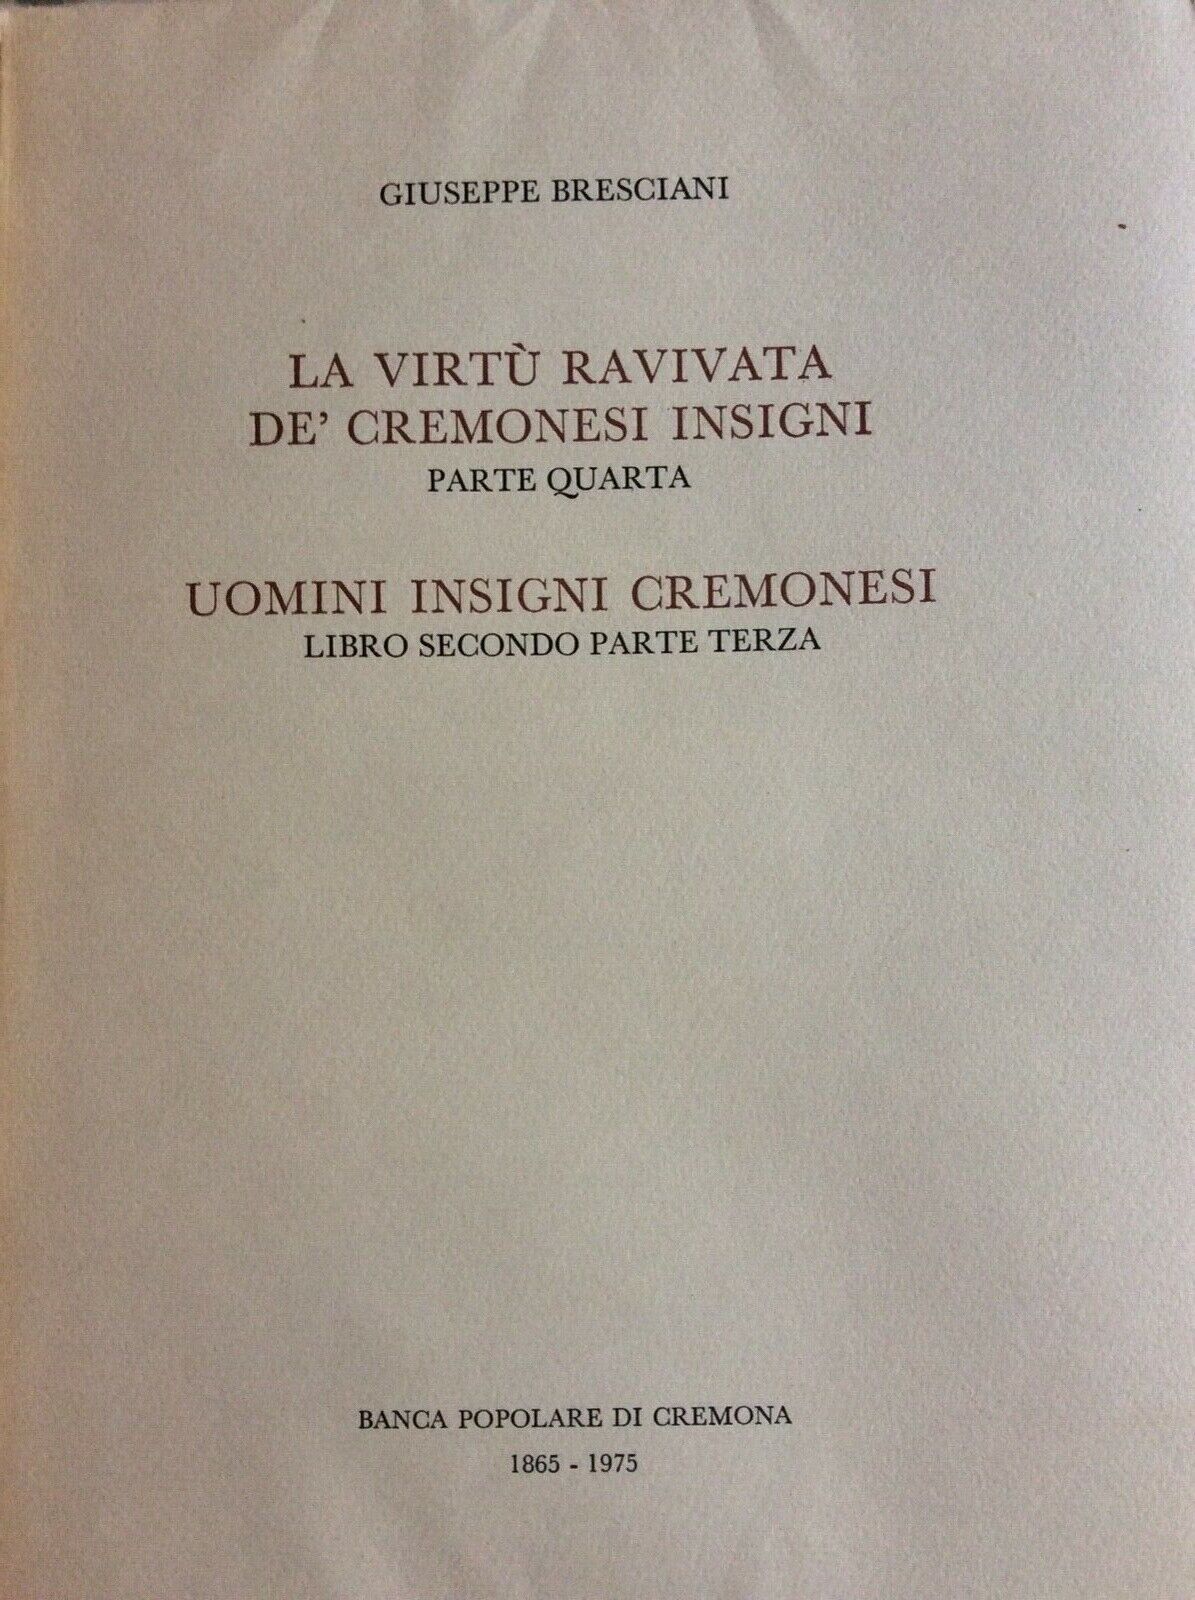 GIUSEPPE BRESCIANI
LA VIRTÙ RAVIVATA
DE' CREMONESI INSIGNI
PARTE QUARTA
UOMINI INSIGNI CREMONESI
LIBRO SECONDO PARTE TERZA
BANCA POPOLARE DI CREMONA
1865 - 1975